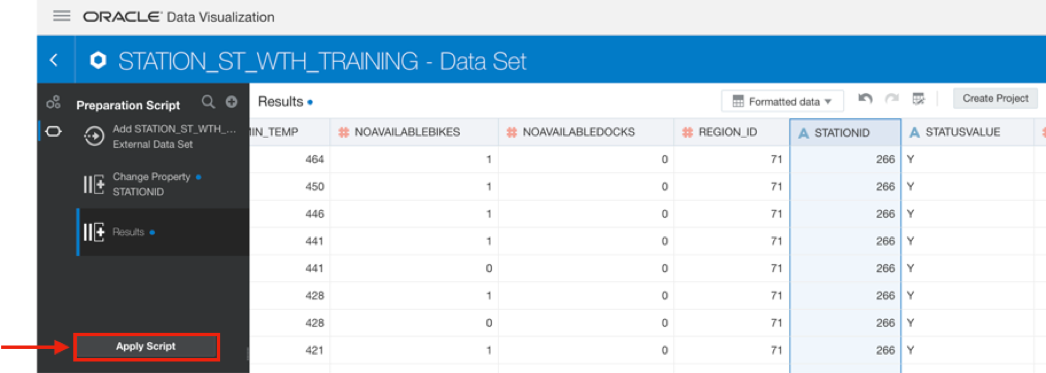 ORACLE® Data Visualization
STATION_ST_WTH_TRAINING - Data Set
Preparation Script
Add STATION_ST_WTH_...
External Data Set
Change Property
STATIONID
Results
Apply Script
Results
Formatted data
Create Project
IIN_TEMP # NOAVAILABLEBIKES # NOAVAILABLEDOCKS # REGION_ID A STATIONID A STATUSVALUE #
464 1 0 71 266 Y
450 1 0 71 266 Y
446 1 0 71 266 Y
441 1 0 71 266 Y
441 0 0 71 266 Y
428 1 0 71 266 Y
428 0 0 71 266 Y
421 1 0 71 266 Y